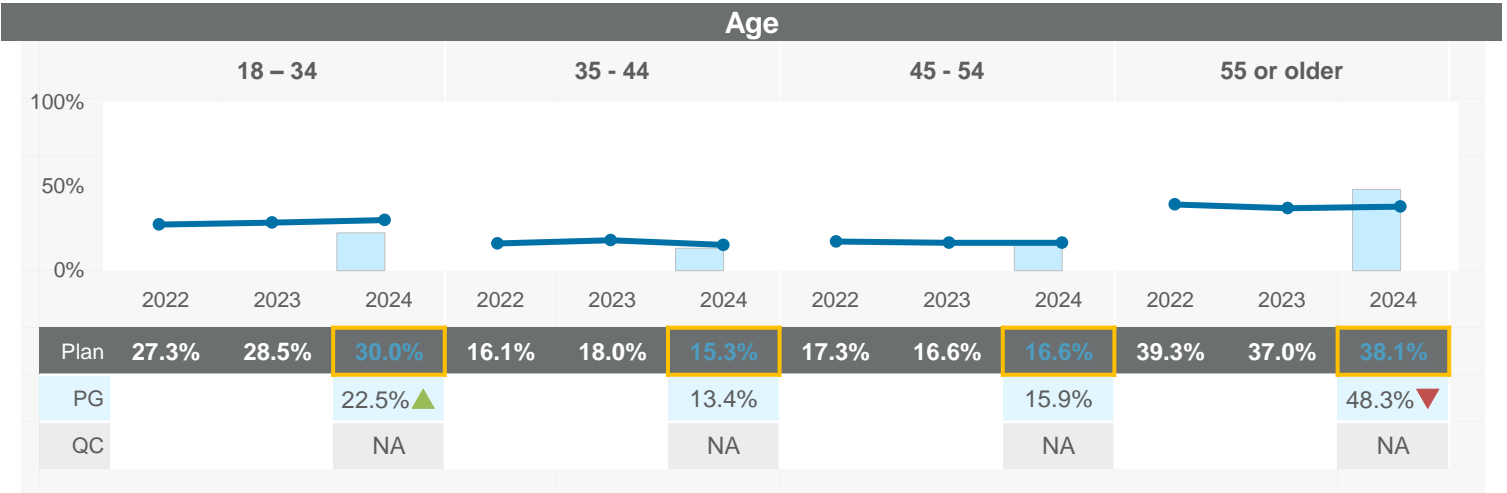 Age
18 – 34 35 - 44 45 - 54 55 or older
100%
50%
0%
2022 2023 2024 2022 2023 2024 2022 2023 2024 2022 2023 2024
Plan 27.3% 28.5% 30.0% 16.1% 18.0% 15.3% 17.3% 16.6% 16.6% 39.3% 37.0% 38.1%
PG 22.5% 13.4% 15.9% 48.3%
QC NA NA NA NA